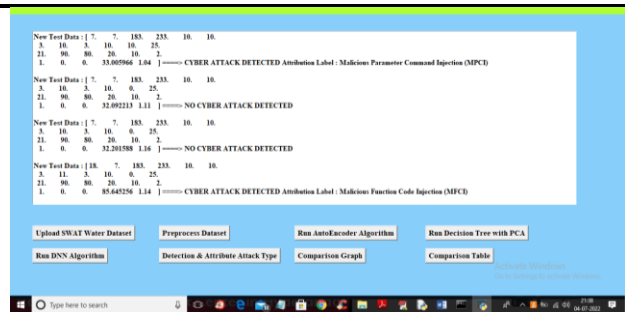 New Test Data : [ 7. 7. 183. 233. 10. 10.
3. 10. 3. 10. 10. 25.
21. 90. 80. 20. 10. 2.
1. 0. 0. 33.005966 1.04 ]====> CYBER ATTACK DETECTED Attribution Label : Malicious Parameter Command Injection (MPCI)
New Test Data : [ 7. 7. 183. 233. 10. 10.
3. 10. 3. 10. 0. 25.
21. 90. 80. 20. 10. 2.
1. 0. 0. 32.092213 1.11 ]====> NO CYBER ATTACK DETECTED
New Test Data : [ 7. 7. 183. 233. 10. 10.
3. 10. 3. 10. 0. 25.
21. 90. 80. 20. 10. 2.
1. 0. 0. 32.201588 1.16 ]====> NO CYBER ATTACK DETECTED
New Test Data : [18. 7. 183. 233. 10. 10.
3. 11. 3. 10. 0. 25.
21. 90. 80. 20. 10. 2.
1. 0. 0. 85.645256 1.14 ]====> CYBER ATTACK DETECTED Attribution Label : Malicious Function Code Injection (MFCI)
Upload SWAT Water Dataset Preprocess Dataset Run AutoEncoder Algorithm Run Decision Tree with PCA
Run DNN Algorithm Detection & Attribute Attack Type Comparison Graph Comparison Table
Activate Windows
Go to Settings to activate Windows.
Type here to search
21:08
04-07-2022